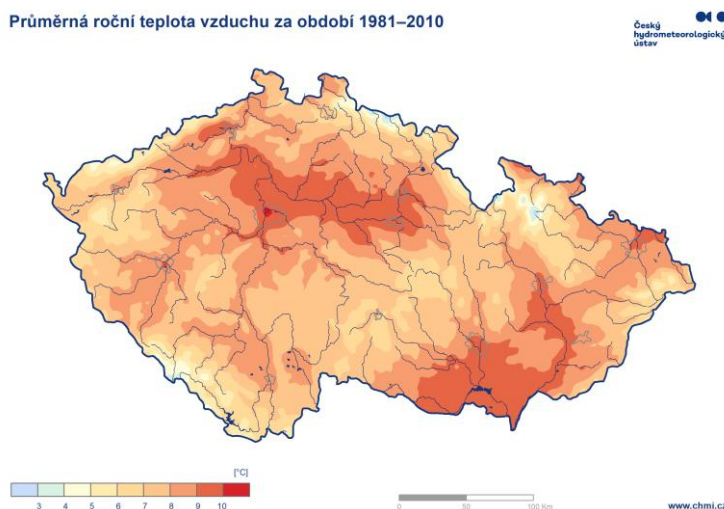 Průměrná roční teplota vzduchu za období 1981–2010
Český
hydrometeorologický
ústav
[°C]
3 4 5 6 7 8 9 10
0 50 100 Km
www.chmi.cz